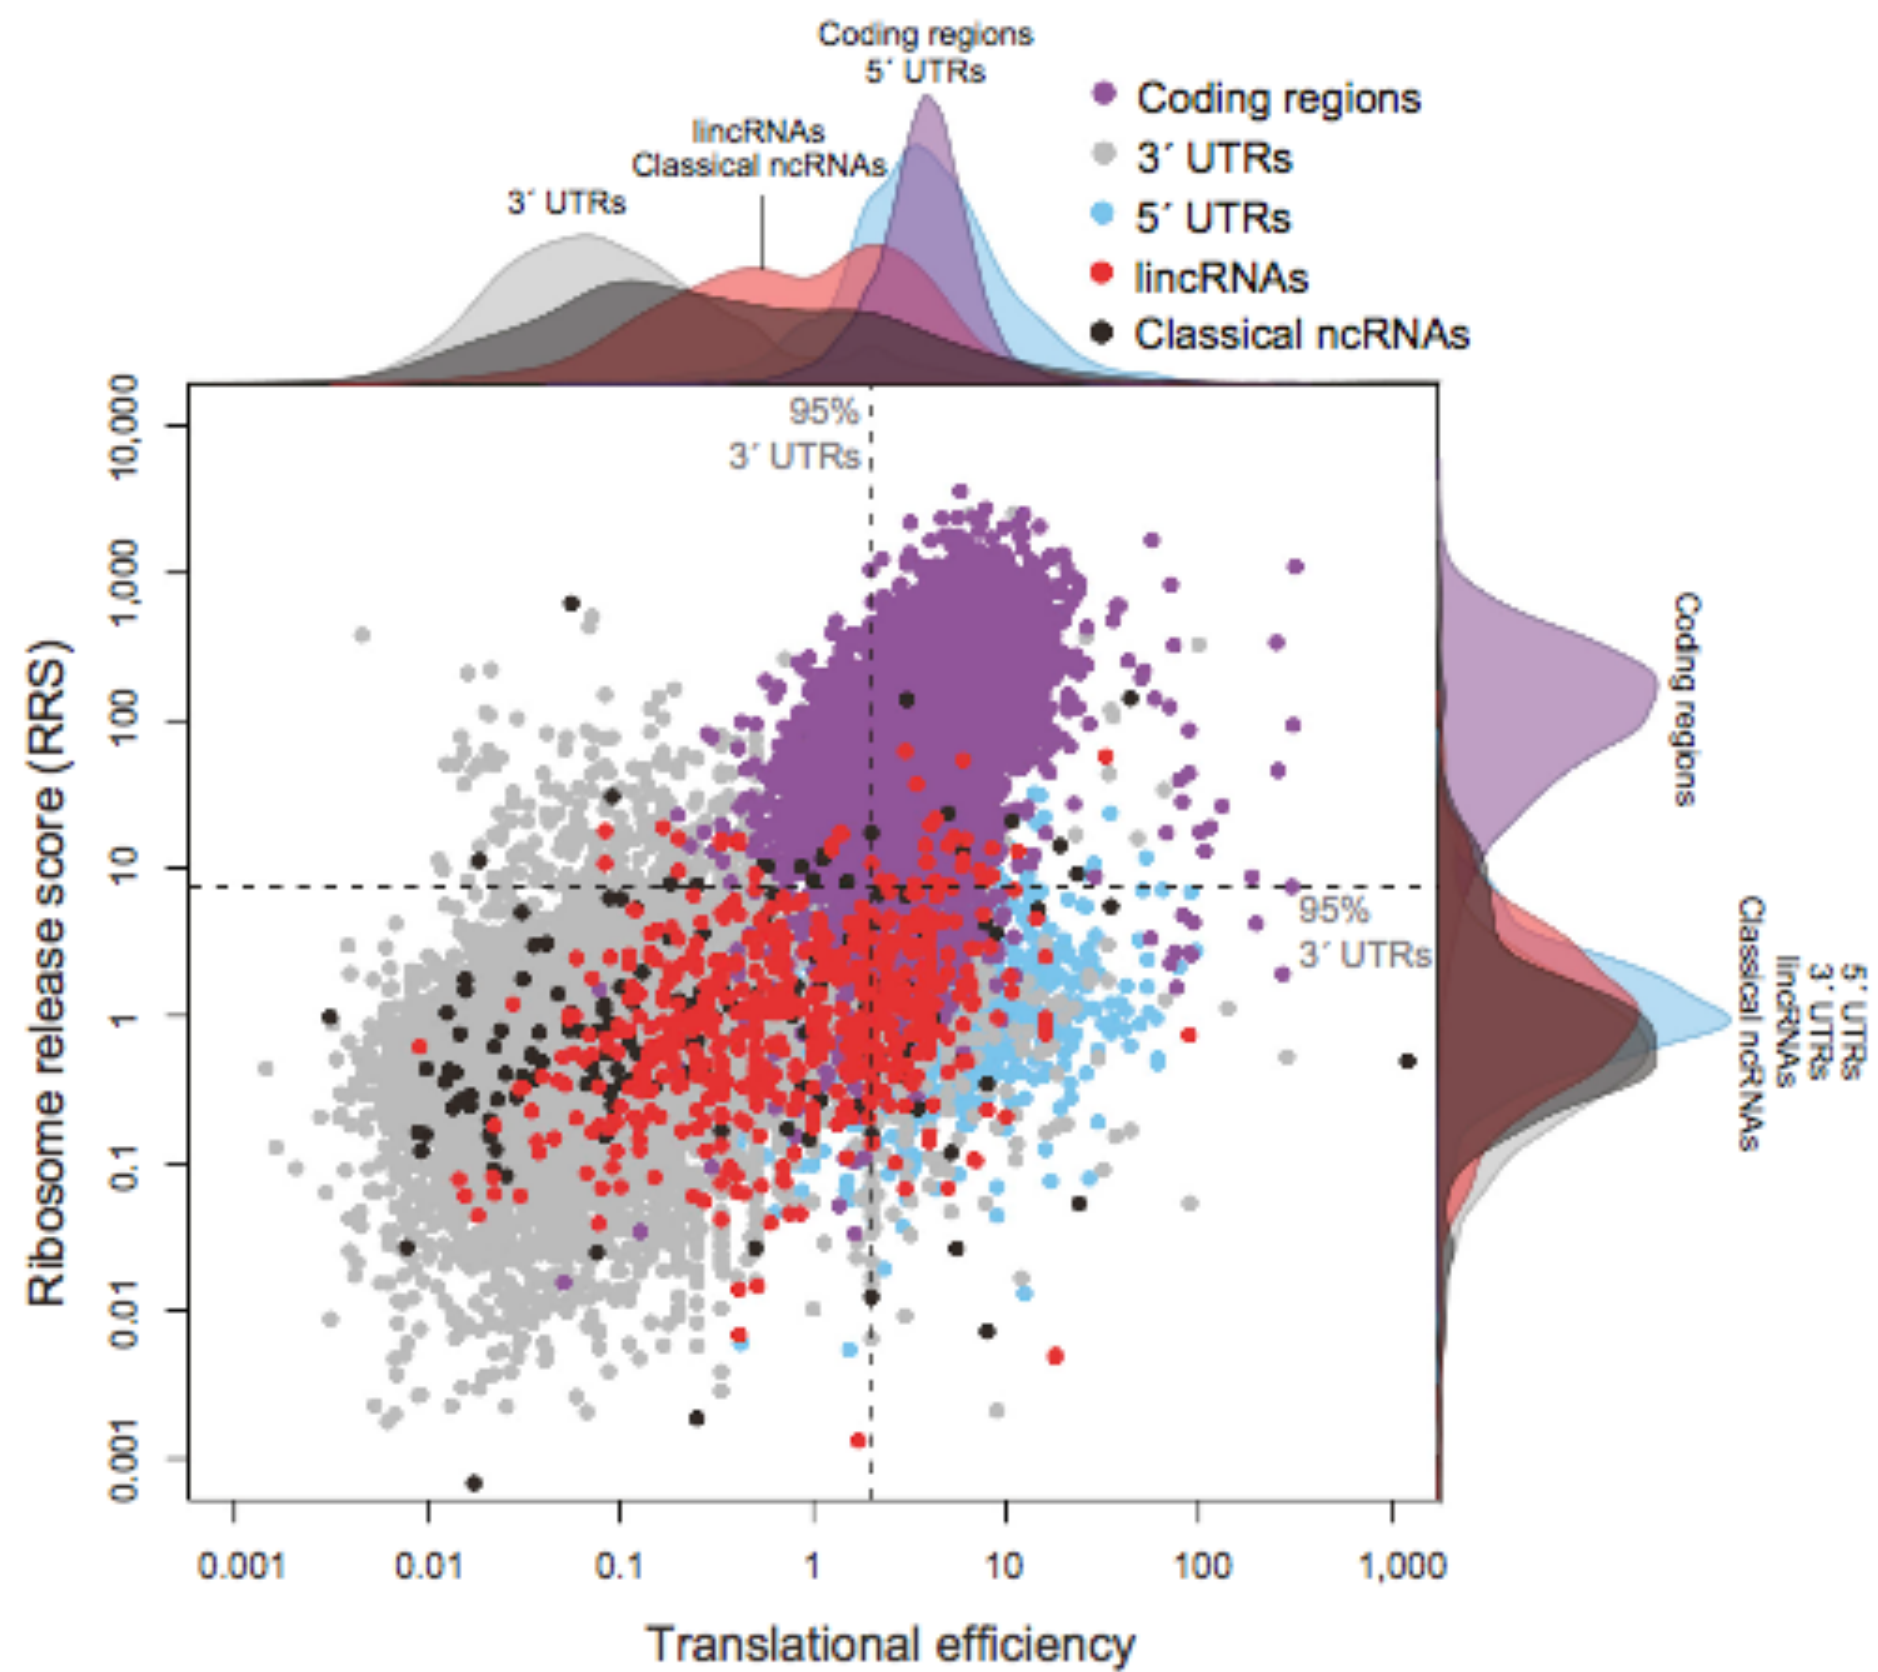 Coding regions
5´ UTRs
lincRNAs
Classical ncRNAs
3´ UTRs
Coding regions
3´ UTRs
5´ UTRs
lincRNAs
Classical ncRNAs
95%
3´ UTRs
95%
3´ UTRs
Ribosome release score (RRS)
10,000
1,000
100
10
1
0.1
0.01
0.001
0.001
0.01
0.1
1
10
100
1,000
Translational efficiency
Coding regions
5´ UTRs
3´ UTRs
lincRNAs
Classical ncRNAs